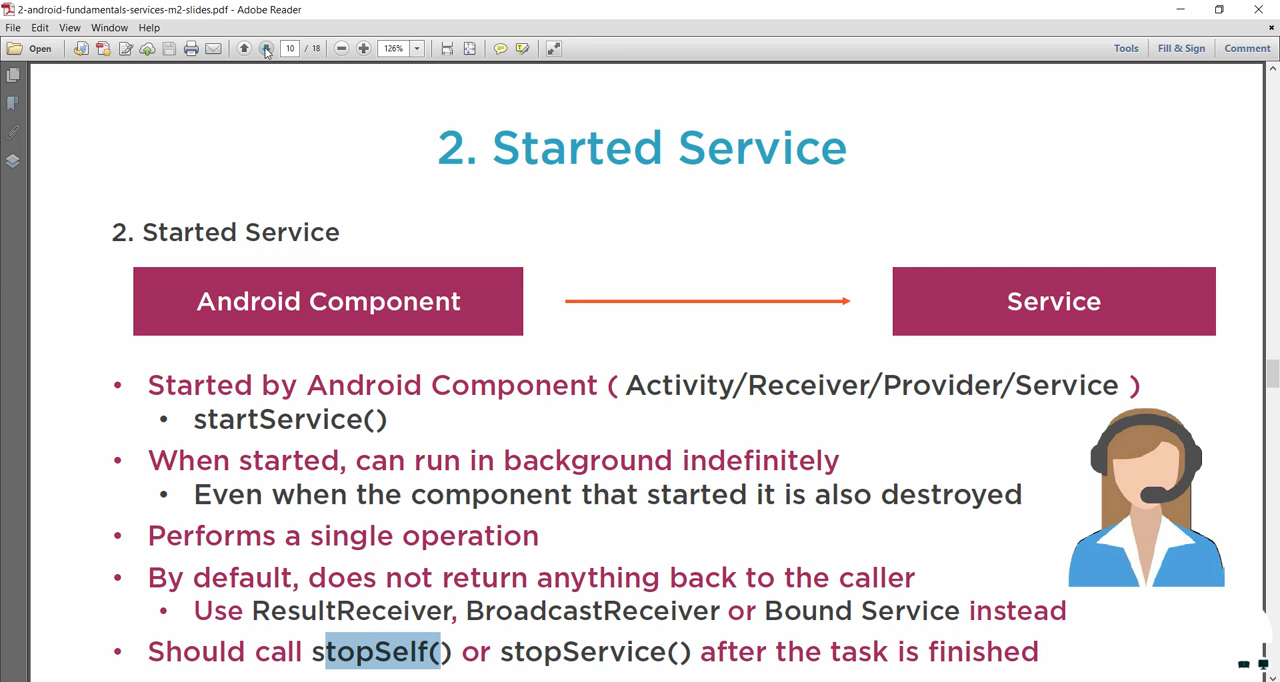 2-android-fundamentals-services-m2-slides.pdf - Adobe Reader
File Edit View Window Help
Open 10 / 18 126% Tools Fill & Sign Comment
2. Started Service
2. Started Service
Android Component Service
• Started by Android Component ( Activity/Receiver/Provider/Service )
• startService()
• When started, can run in background indefinitely
• Even when the component that started it is also destroyed
• Performs a single operation
• By default, does not return anything back to the caller
• Use ResultReceiver, BroadcastReceiver or Bound Service instead
• Should call stopSelf() or stopService() after the task is finished